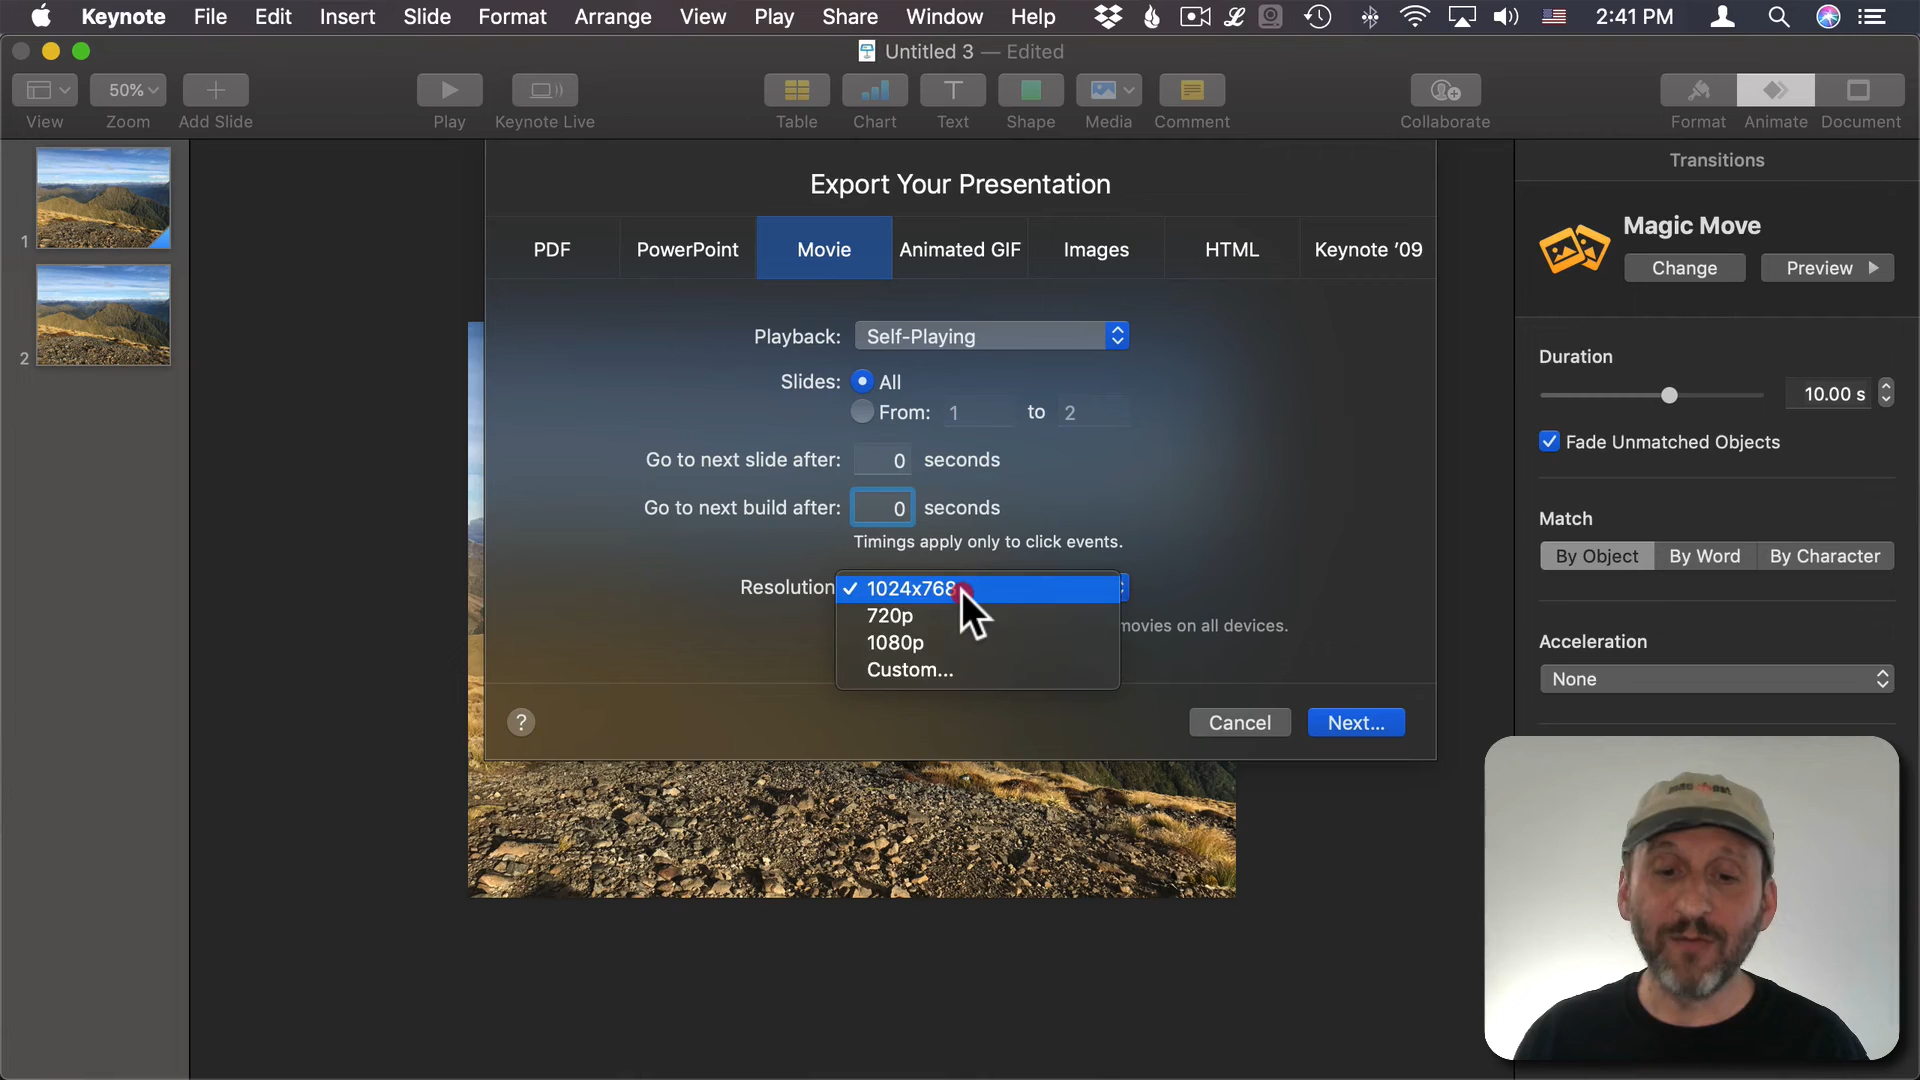 Keynote File Edit Insert Slide Format Arrange View Play Share Window Help 2:41 PM
Untitled 3 — Edited
50%
View Zoom Add Slide Play Keynote Live Table Chart Text Shape Media Comment Collaborate Format Animate Document
Transitions
Export Your Presentation
PDF PowerPoint Movie Animated GIF Images HTML Keynote ’09
Magic Move
Change Preview
1
2
Playback: Self-Playing
Slides: All
From: 1 to 2
Go to next slide after: 0 seconds
Go to next build after: 0 seconds
Timings apply only to click events.
Resolution 1024x768
720p
1080p
Custom...
movies on all devices.
? Cancel Next...
Duration
10.00 s
Fade Unmatched Objects
Match
By Object By Word By Character
Acceleration
None